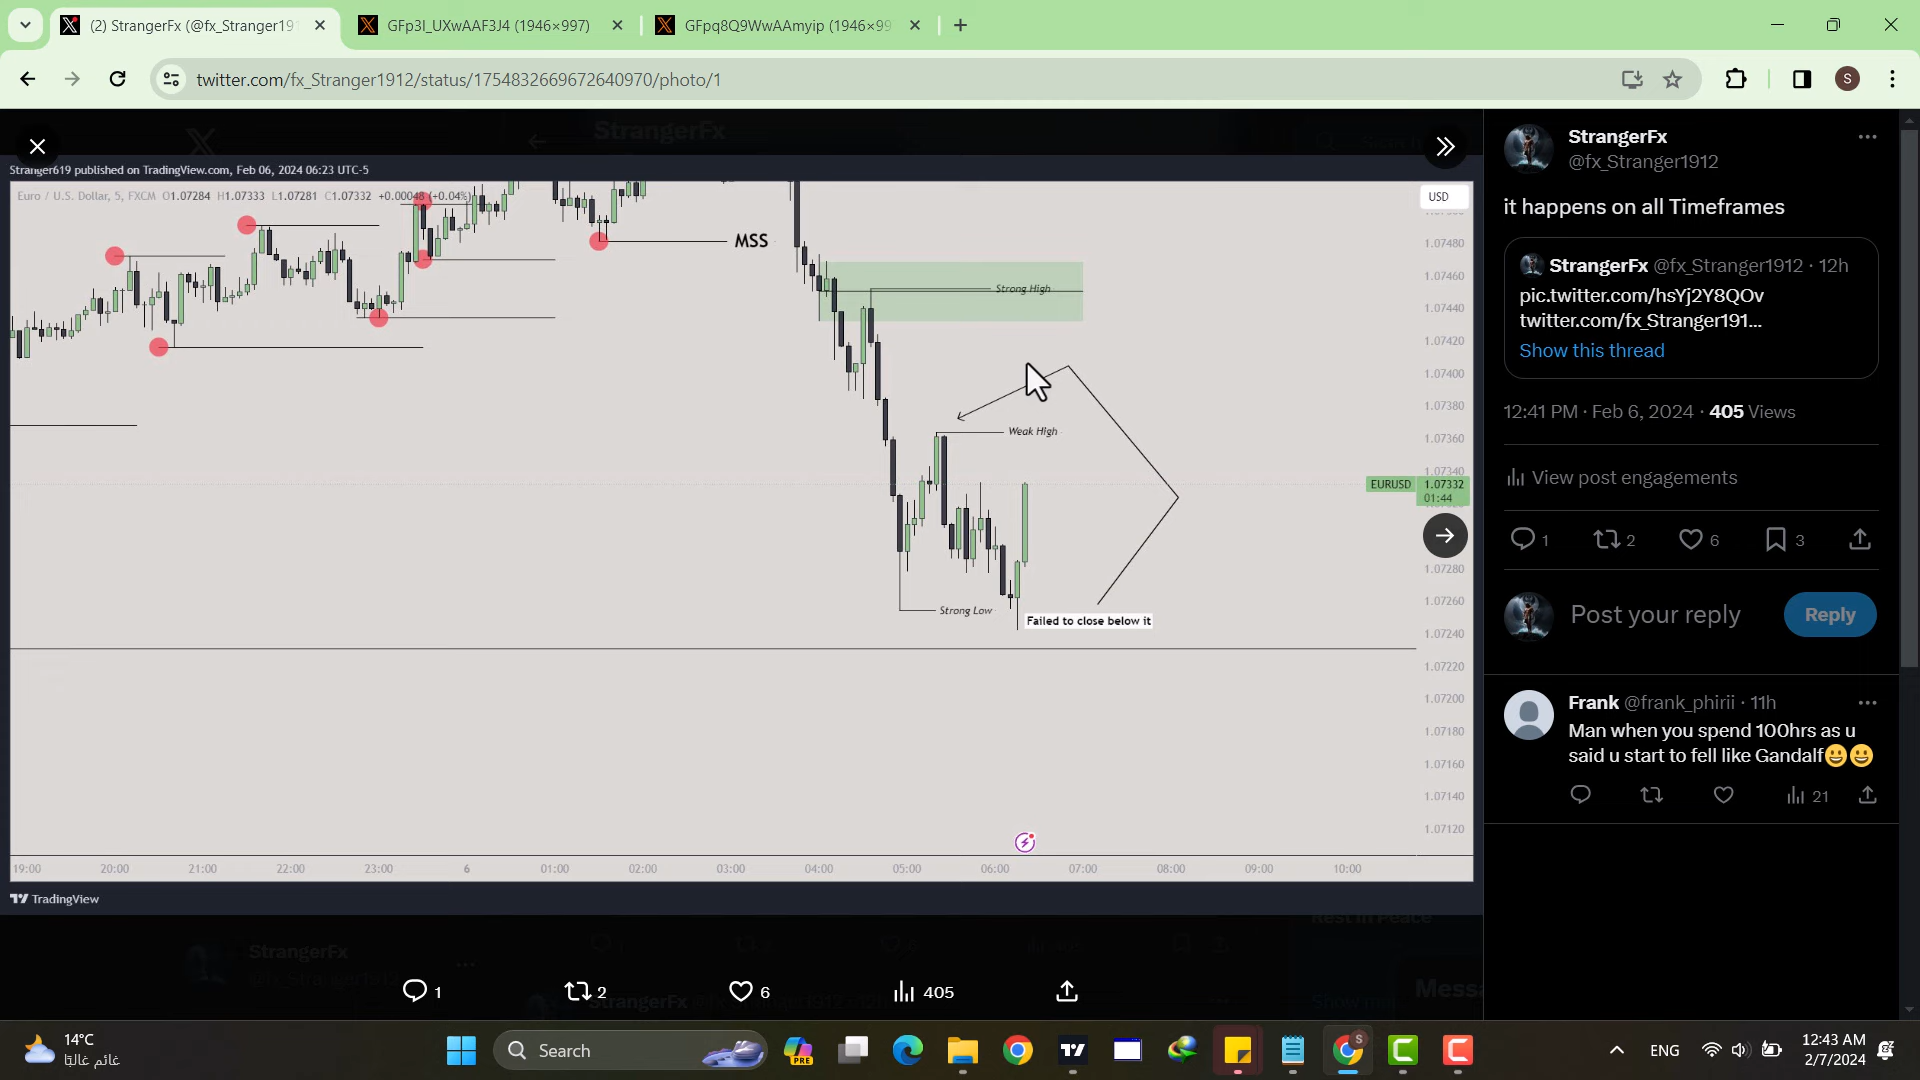 (2) StrangerFx (@fx_Stranger191
GFp3I_UXwAAF3J4 (1946×997)
GFpq8Q9WwAAmyip (1946×99
twitter.com/fx_Stranger1912/status/1754832669672640970/photo/1
S
StrangerFx
Stranger619 published on TradingView.com, Feb 06, 2024 06:23 UTC-5
Euro / U.S. Dollar, 5, FXCM O1.07284 H1.07333 L1.07281 C1.07332 +0.00048 (+0.04%)
USD
MSS
Strong High
Weak High
Strong Low
Failed to close below it
1.07480
1.07460
1.07440
1.07420
1.07400
1.07380
1.07360
1.07340
EURUSD 1.07332
01:44
1.07280
1.07260
1.07240
1.07220
1.07200
1.07180
1.07160
1.07140
1.07120
19:00 20:00 21:00 22:00 23:00 6 01:00 02:00 03:00 04:00 05:00 06:00 07:00 08:00 09:00 10:00
TradingView
StrangerFx
StrangerFx
1 2 6 405
StrangerFx
@fx_Stranger1912
it happens on all Timeframes
StrangerFx @fx_Stranger1912 · 12h
pic.twitter.com/hsYj2Y8QOv
twitter.com/fx_Stranger191...
Show this thread
12:41 PM · Feb 6, 2024 · 405 Views
View post engagements
1 2 6 3
Post your reply
Reply
Frank @frank_phirii · 11h
Man when you spend 100hrs as u
said u start to fell like Gandalf😀😀
21
14°C
غائم غالبًا
Search
PRE
ENG
12:43 AM
2/7/2024